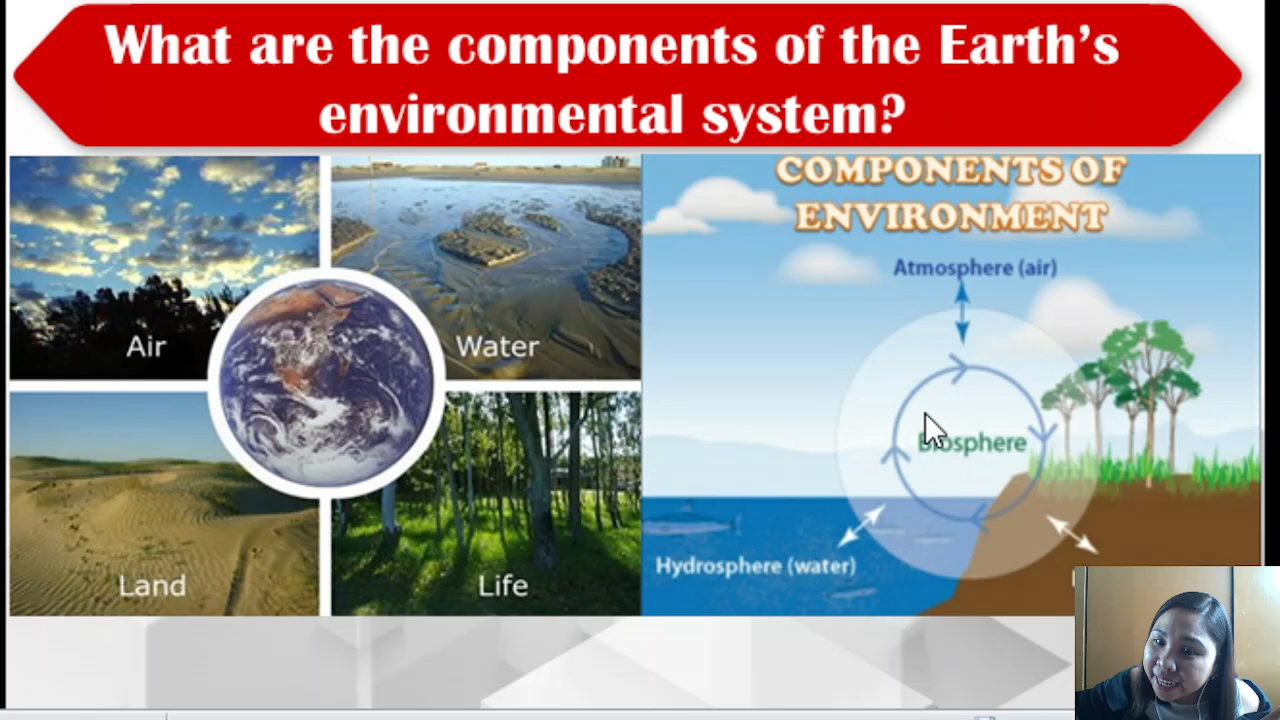 What are the components of the Earth's
environmental system?
Air
Water
Land
Life
COMPONENTS OF
ENVIRONMENT
Atmosphere (air)
Biosphere
Hydrosphere (water)